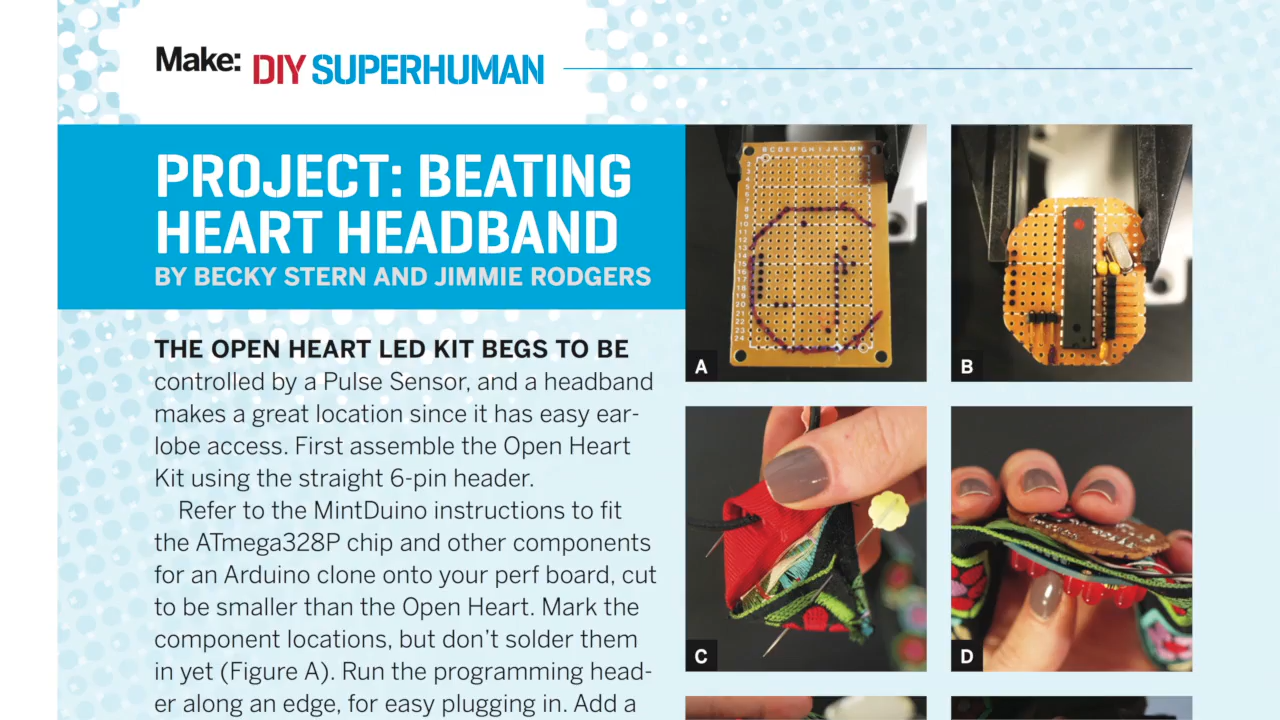 Make: DIY SUPERHUMAN
PROJECT: BEATING
HEART HEADBAND
BY BECKY STERN AND JIMMIE RODGERS
THE OPEN HEART LED KIT BEGS TO BE
controlled by a Pulse Sensor, and a headband
makes a great location since it has easy ear-
lobe access. First assemble the Open Heart
Kit using the straight 6-pin header.
Refer to the MintDuino instructions to fit
the ATmega328P chip and other components
for an Arduino clone onto your perf board, cut
to be smaller than the Open Heart. Mark the
component locations, but don't solder them
in yet (Figure A). Run the programming head-
er along an edge, for easy plugging in. Add a
A
B
C
D